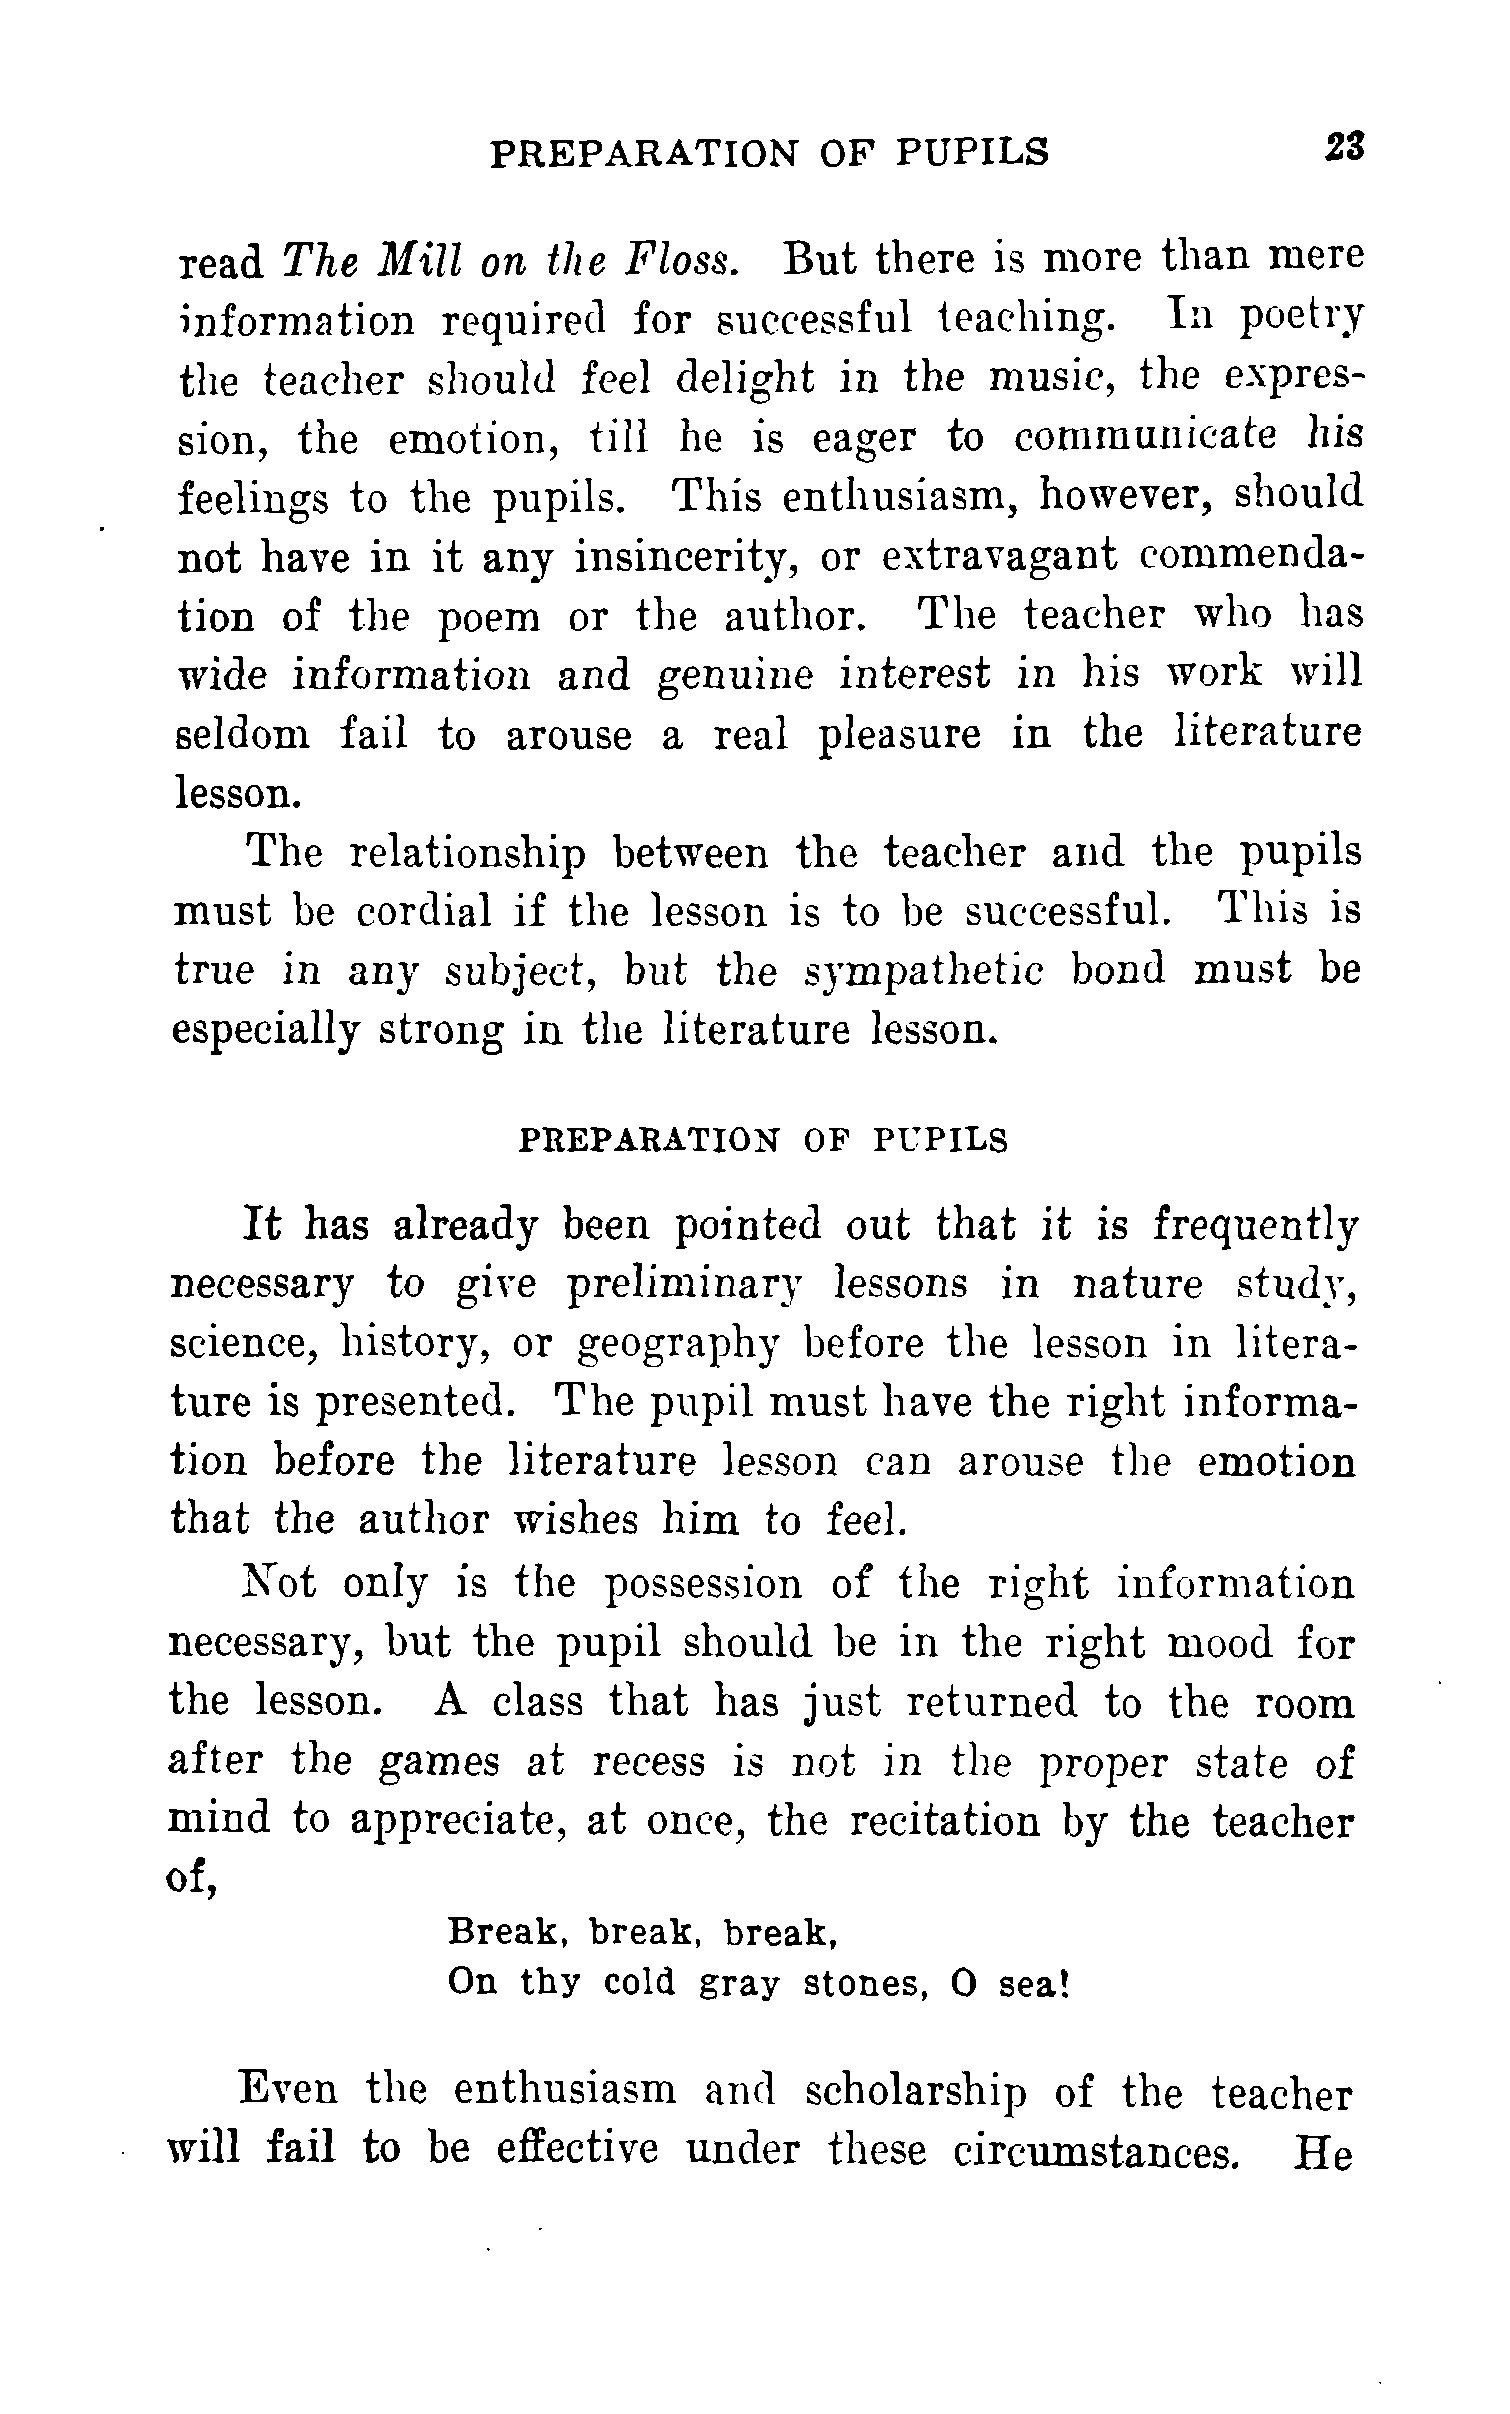 PREPARATION OF PUPILS 23
read The Mill on the Floss. But there is more than mere
information required for successful teaching. In poetry
the teacher should feel delight in the music, the expres-
sion, the emotion, till he is eager to communicate his
feelings to the pupils. This enthusiasm, however, should
not have in it any insincerity, or extravagant commenda-
tion of the poem or the author. The teacher who has
wide information and genuine interest in his work will
seldom fail to arouse a real pleasure in the literature
lesson.
The relationship between the teacher and the pupils
must be cordial if the lesson is to be successful. This is
true in any subject, but the sympathetic bond must be
especially strong in the literature lesson.
PREPARATION OF PUPILS
It has already been pointed out that it is frequently
necessary to give preliminary lessons in nature study,
science, history, or geography before the lesson in litera-
ture is presented. The pupil must have the right informa-
tion before the literature lesson can arouse the emotion
that the author wishes him to feel.
Not only is the possession of the right information
necessary, but the pupil should be in the right mood for
the lesson. A class that has just returned to the room
after the games at recess is not in the proper state of
mind to appreciate, at once, the recitation by the teacher
of,
Break, break, break,
On thy cold gray stones, O sea!
Even the enthusiasm and scholarship of the teacher
will fail to be effective under these circumstances. He